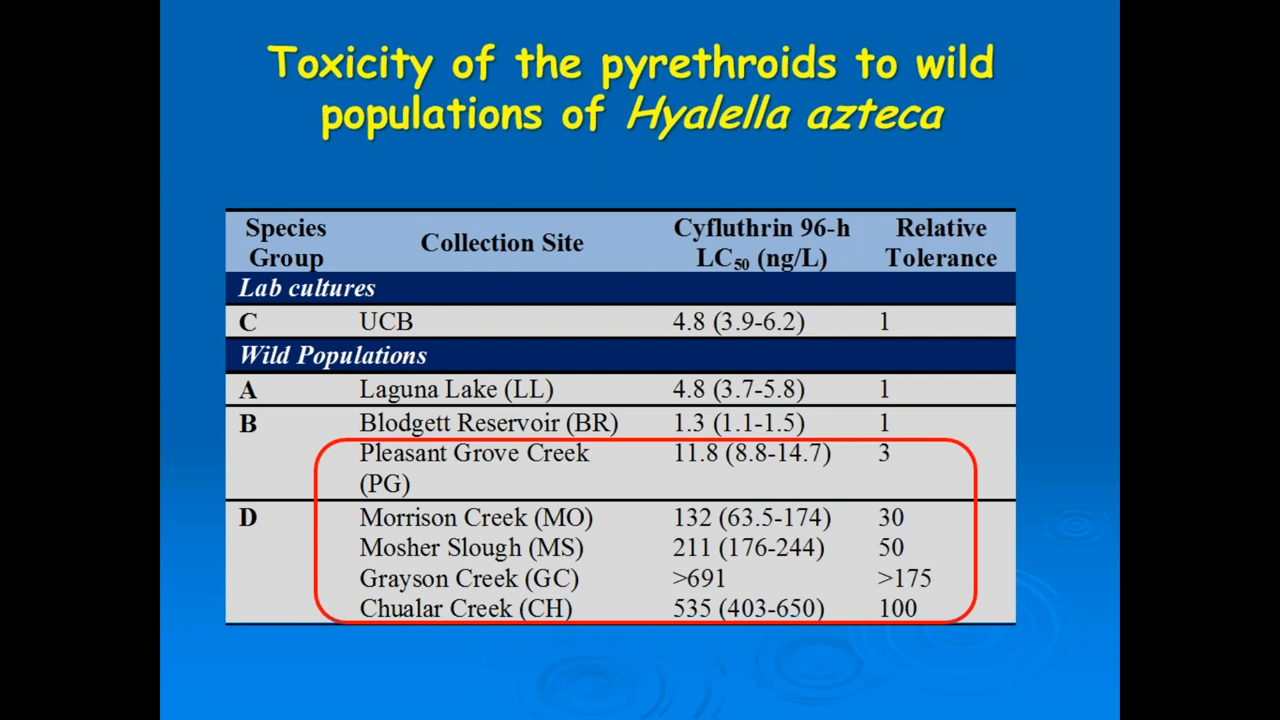 Toxicity of the pyrethroids to wild
populations of Hyalella azteca
Species Group Collection Site Cyfluthrin 96-h LC50 (ng/L) Relative Tolerance
Lab cultures
C UCB 4.8 (3.9-6.2) 1
Wild Populations
A Laguna Lake (LL) 4.8 (3.7-5.8) 1
B Blodgett Reservoir (BR) 1.3 (1.1-1.5) 1
Pleasant Grove Creek 11.8 (8.8-14.7) 3
(PG)
D Morrison Creek (MO) 132 (63.5-174) 30
Mosher Slough (MS) 211 (176-244) 50
Grayson Creek (GC) >691 >175
Chualar Creek (CH) 535 (403-650) 100